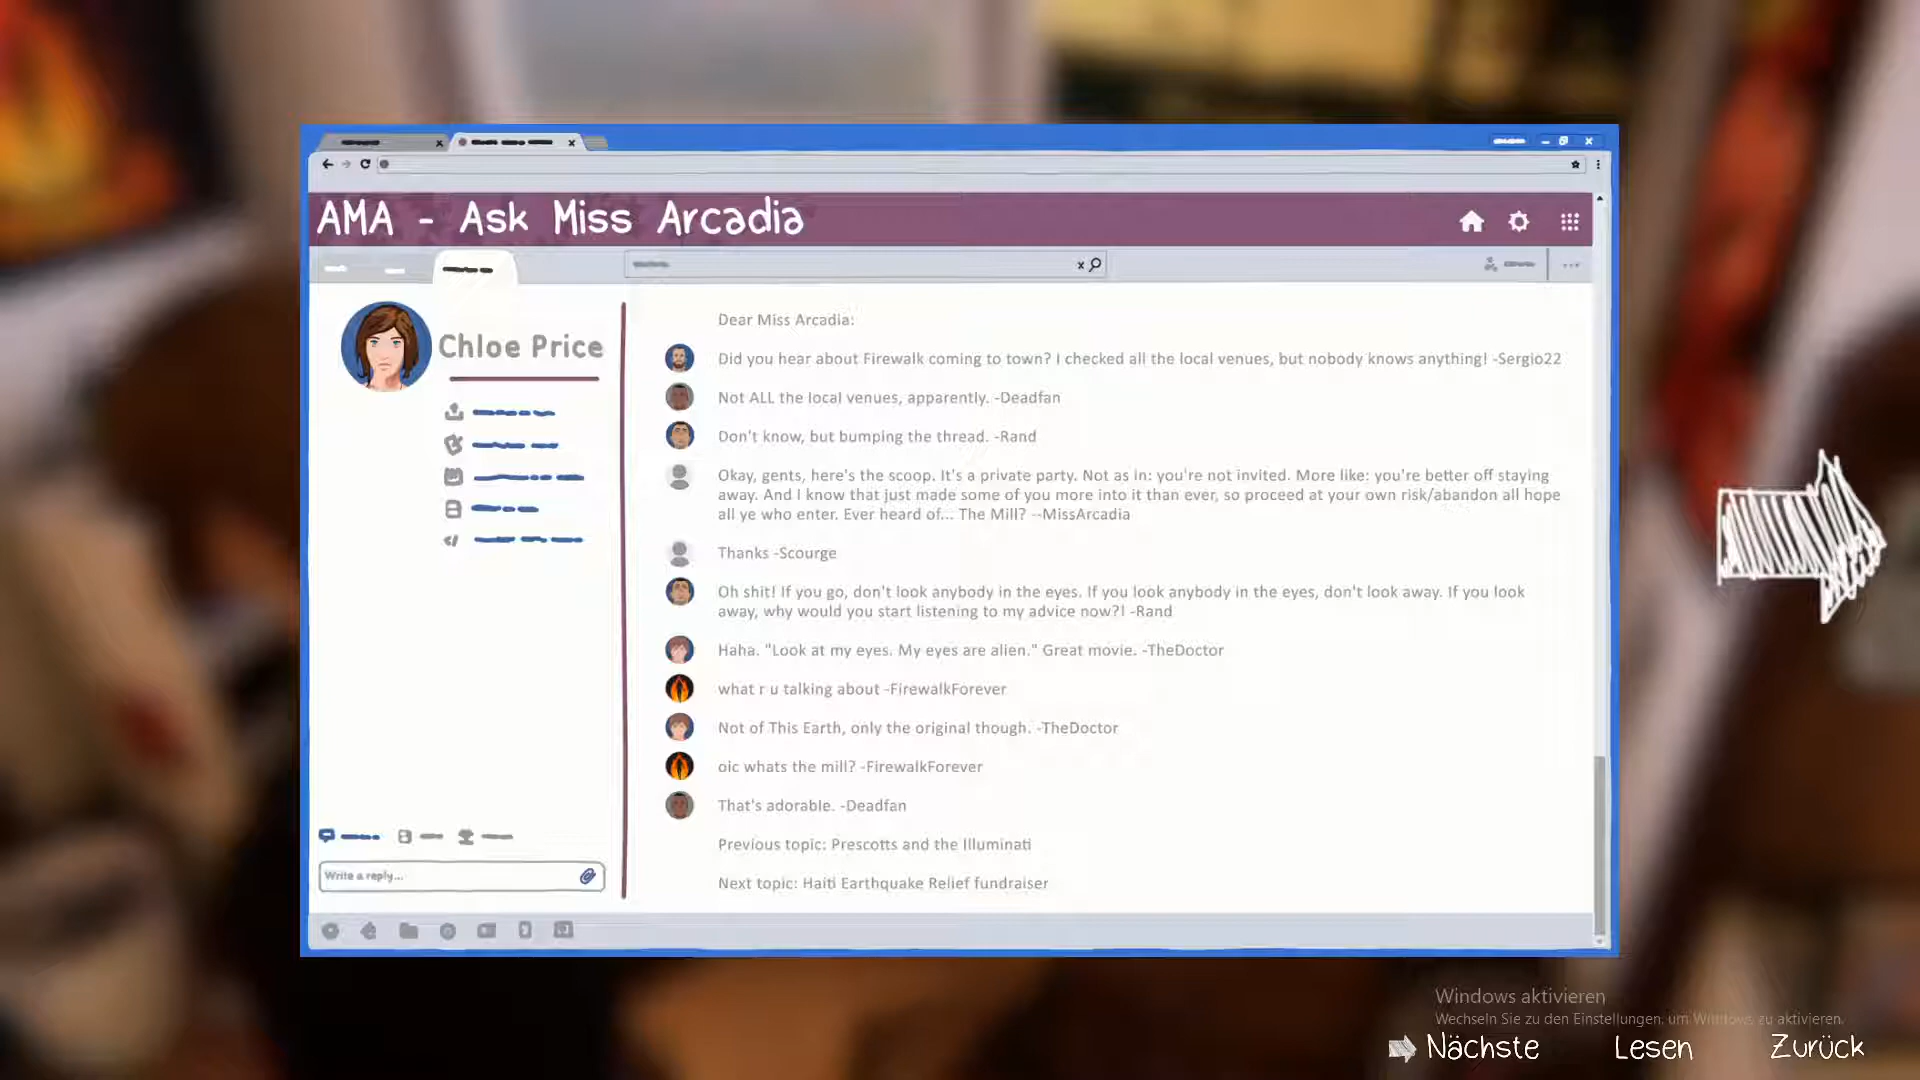 AMA - Ask Miss Arcadia
Chloe Price
Dear Miss Arcadia:
Did you hear about Firewalk coming to town? I checked all the local venues, but nobody knows anything! -Sergio22
Not ALL the local venues, apparently. -Deadfan
Don't know, but bumping the thread. -Rand
Okay, gents, here's the scoop. It's a private party. Not as in: you're not invited. More like: you're better off staying
away. And I know that just made some of you more into it than ever, so proceed at your own risk/abandon all hope
all ye who enter. Ever heard of... The Mill? --MissArcadia
Thanks -Scourge
Oh shit! If you go, don't look anybody in the eyes. If you look anybody in the eyes, don't look away. If you look
away, why would you start listening to my advice now?! -Rand
Haha. "Look at my eyes. My eyes are alien." Great movie. -TheDoctor
what r u talking about -FirewalkForever
Not of This Earth, only the original though. -TheDoctor
oic whats the mill? -FirewalkForever
That's adorable. -Deadfan
Previous topic: Prescotts and the Illuminati
Next topic: Haiti Earthquake Relief fundraiser
Write a reply...
Windows aktivieren
Wechseln Sie zu den Einstellungen, um Windows zu aktivieren.
Nächste Lesen Zurück